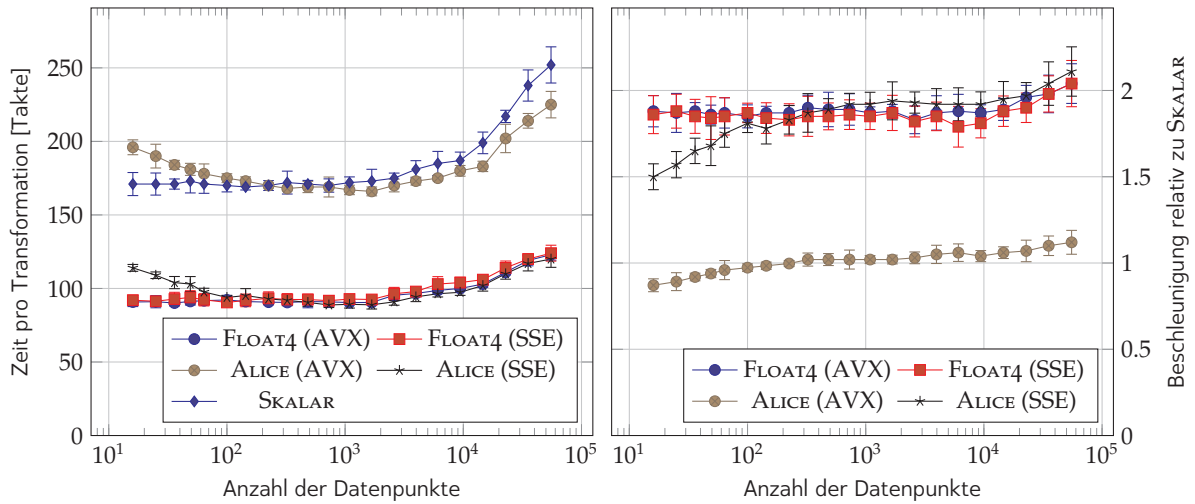 Zeit pro Transformation [Takte]
250
200
150
100
50
0
Float4 (AVX) Float4 (SSE)
Alice (AVX) Alice (SSE)
Skalar
10^1 10^2 10^3 10^4 10^5
Anzahl der Datenpunkte
Beschleunigung relativ zu Skalar
2
1.5
1
0.5
0
Float4 (AVX) Float4 (SSE)
Alice (AVX) Alice (SSE)
10^1 10^2 10^3 10^4 10^5
Anzahl der Datenpunkte